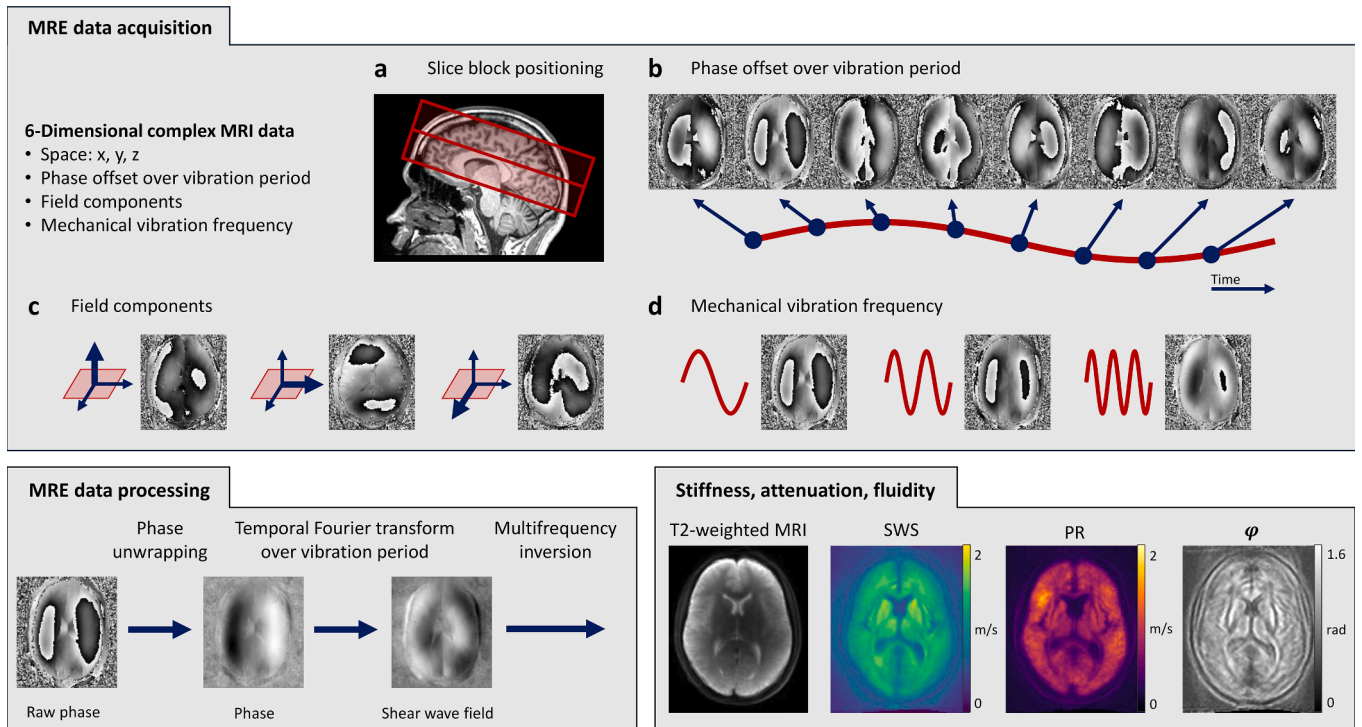 MRE data acquisition
6-Dimensional complex MRI data
• Space: x, y, z
• Phase offset over vibration period
• Field components
• Mechanical vibration frequency
a Slice block positioning
b Phase offset over vibration period
Time
c Field components
d Mechanical vibration frequency
MRE data processing
Phase
unwrapping
Temporal Fourier transform
over vibration period
Multifrequency
inversion
Raw phase
Phase
Shear wave field
Stiffness, attenuation, fluidity
T2-weighted MRI
SWS
2
m/s
0
PR
2
m/s
0
φ
1.6
rad
0